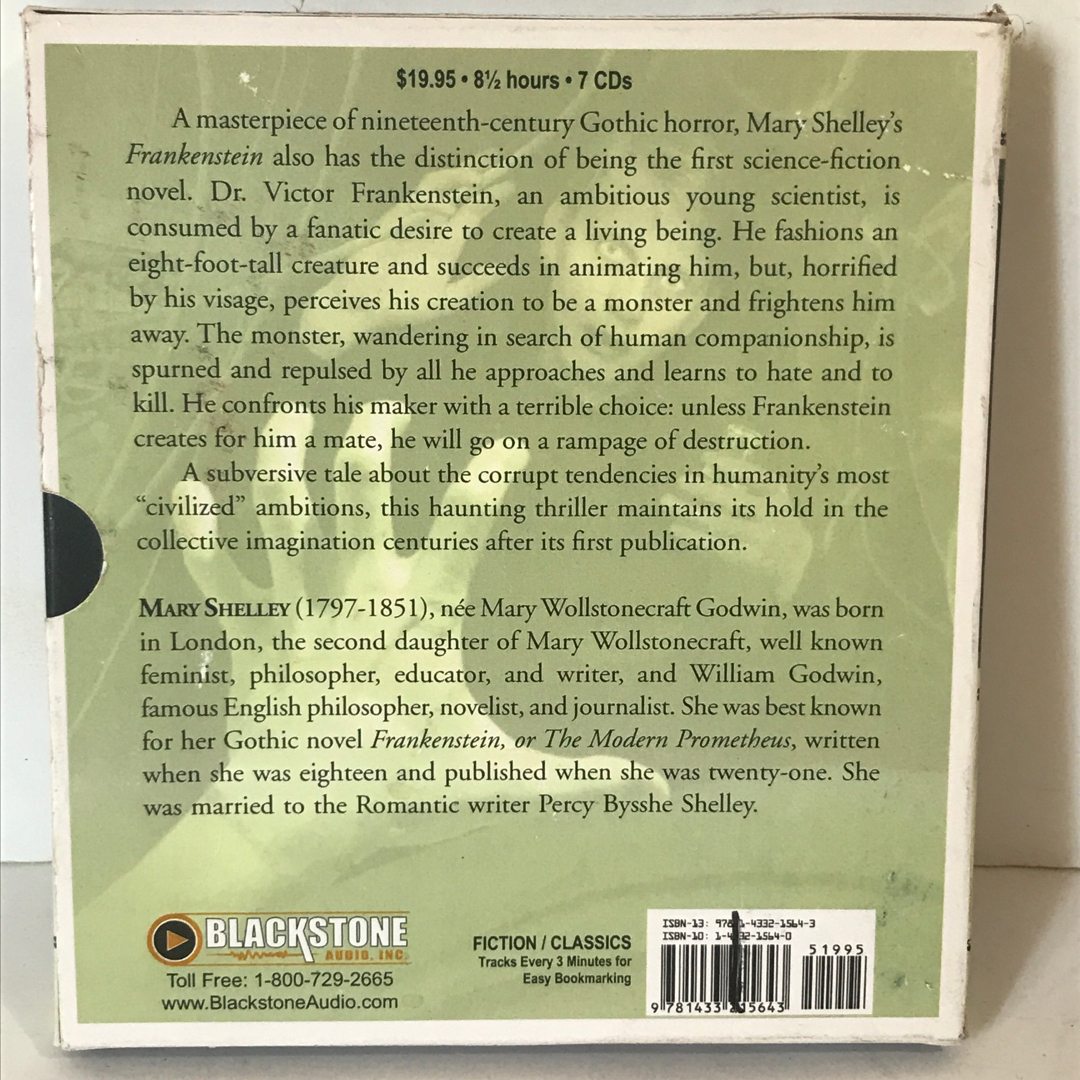 $19.95 • 8½ hours • 7 CDs
A masterpiece of nineteenth-century Gothic horror, Mary Shelley's
Frankenstein also has the distinction of being the first science-fiction
novel. Dr. Victor Frankenstein, an ambitious young scientist, is
consumed by a fanatic desire to create a living being. He fashions an
eight-foot-tall creature and succeeds in animating him, but, horrified
by his visage, perceives his creation to be a monster and frightens him
away. The monster, wandering in search of human companionship, is
spurned and repulsed by all he approaches and learns to hate and to
kill. He confronts his maker with a terrible choice: unless Frankenstein
creates for him a mate, he will go on a rampage of destruction.
A subversive tale about the corrupt tendencies in humanity's most
“civilized” ambitions, this haunting thriller maintains its hold in the
collective imagination centuries after its first publication.
MARY SHELLEY (1797-1851), née Mary Wollstonecraft Godwin, was born
in London, the second daughter of Mary Wollstonecraft, well known
feminist, philosopher, educator, and writer, and William Godwin,
famous English philosopher, novelist, and journalist. She was best known
for her Gothic novel Frankenstein, or The Modern Prometheus, written
when she was eighteen and published when she was twenty-one. She
was married to the Romantic writer Percy Bysshe Shelley.
BLACKSTONE
AUDIO, INC.
Toll Free: 1-800-729-2665
www.BlackstoneAudio.com
FICTION / CLASSICS
Tracks Every 3 Minutes for
Easy Bookmarking
ISBN-13: 978-1-4332-1564-3
ISBN-10: 1-4332-1564-0
51995
9 781433 215643